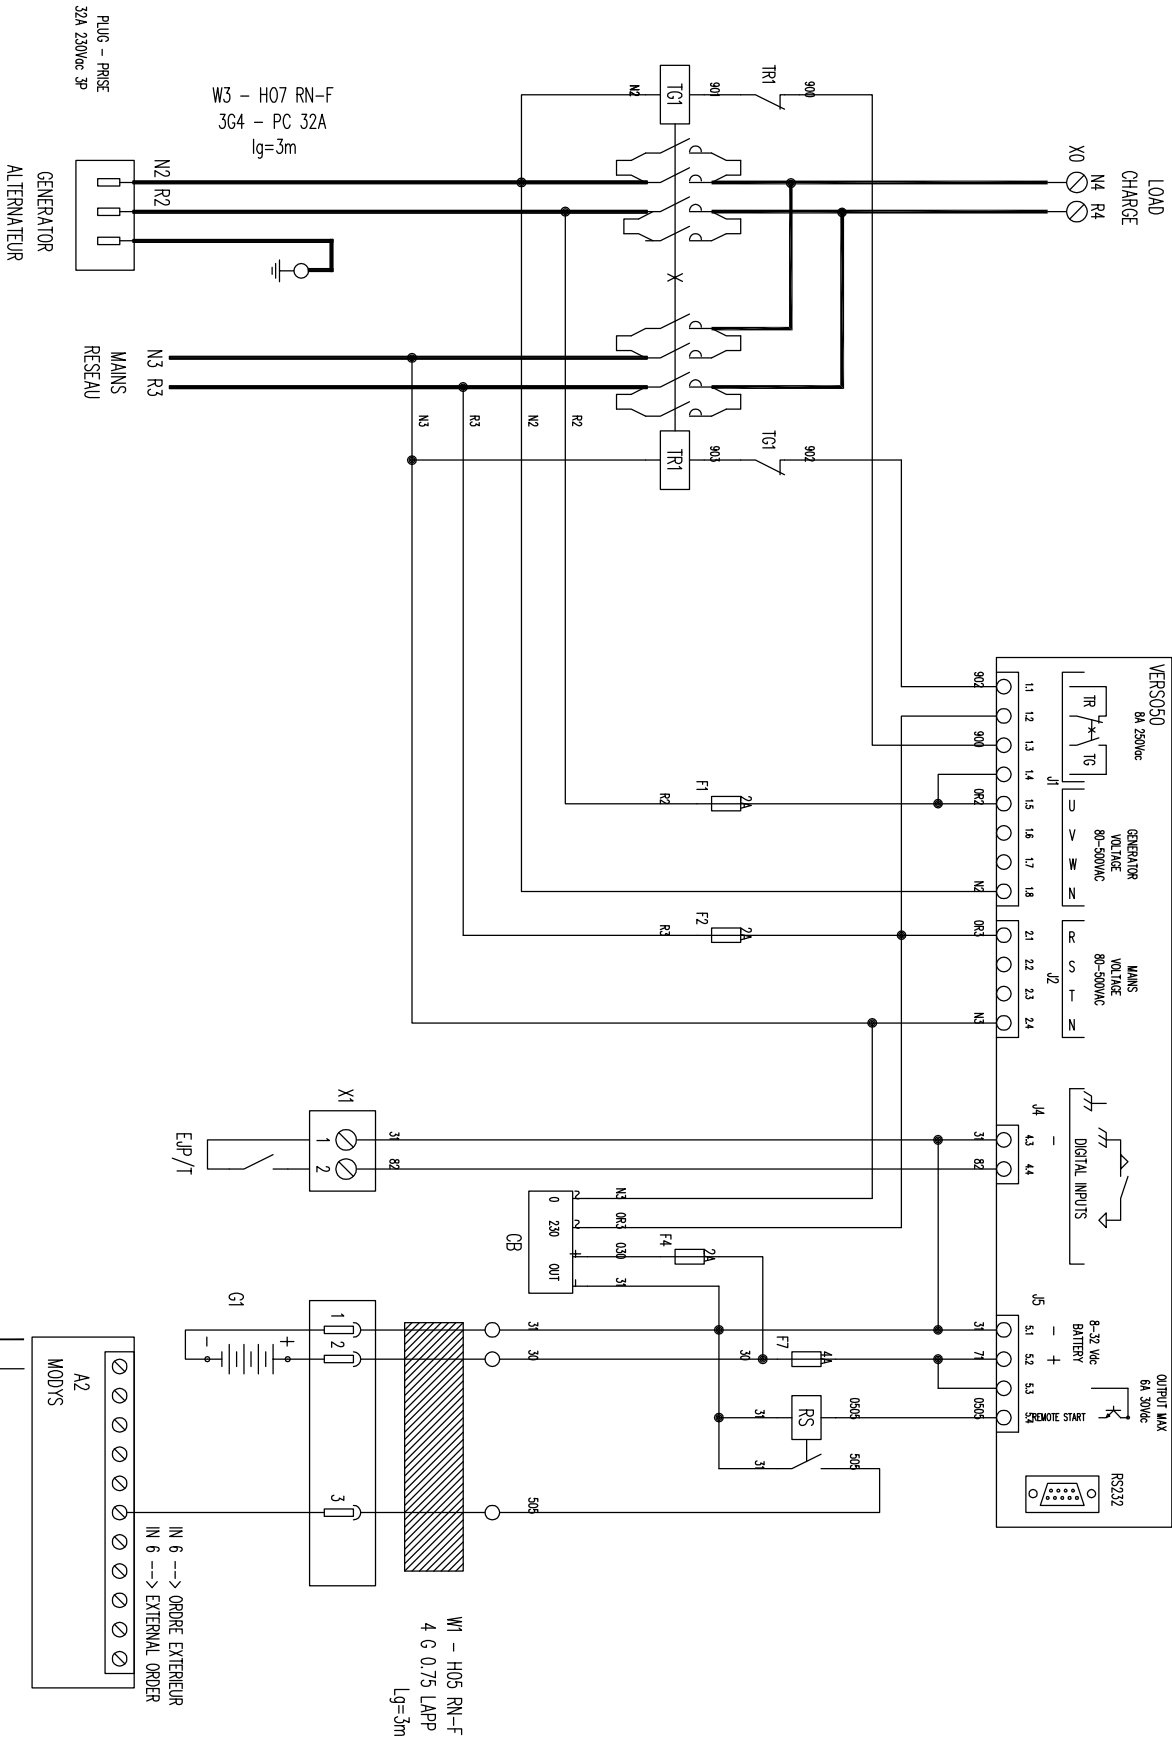 PLUG - PRISE
32A 230Vac 3P
W3 - HO7 RN-F
3G4 - PC 32A
lg=3m
GENERATOR
ALTERNATEUR
N2
R2
MAINS
RESEAU
N3
R3
N2
TG1
901
TR1
900
X0
N4
R4
LOAD
CHARGE
N3
R3
N2
R2
TR1
903
TG1
902
VERSO50
8A 250Vac
TR
TG
J1
902
1.1
1.2
900
1.3
1.4
0R2
1.5
1.6
1.7
N2
1.8
U
V
W
N
GENERATOR
VOLTAGE
80-500VAC
R2
F1
2A
R3
F2
2A
0R3
2.1
2.2
2.3
N3
2.4
J2
R
S
T
N
MAINS
VOLTAGE
80-500VAC
J4
31
4.3
-
82
4.4
DIGITAL INPUTS
X1
1
2
31
82
EJP/T
CB
0
230
OUT
2
2
+
-
N3
0R3
030
31
F4
2A
J5
8-32 Vdc
BATTERY
31
5.1
-
71
5.2
+
5.3
0505
5.4
REMOTE START
OUTPUT MAX
6A 30Vdc
RS232
G1
-
+
1
2
3
31
30
505
30
F7
4A
31
RS
0505
31
505
A2
MODYS
IN 6 --> ORDRE EXTERIEUR
IN 6 --> EXTERNAL ORDER
W1 - H05 RN-F
4 G 0.75 LAPP
Lg=3m